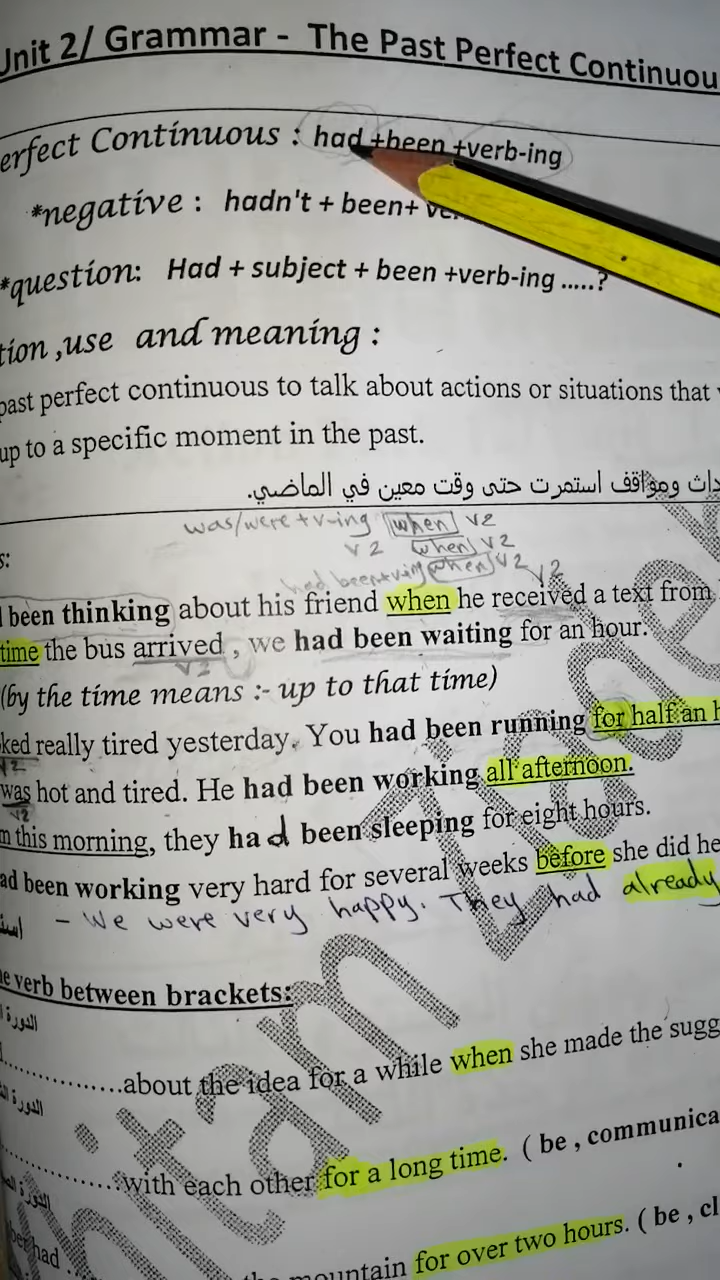 Unit 2/ Grammar - The Past Perfect Continuou
erfect Continuous : had +been +verb-ing
*negative : hadn't + been+
*question: Had + subject + been +verb-ing .....?
tion ,use and meaning :
past perfect continuous to talk about actions or situations that
up to a specific moment in the past.
داث ومواقف استمرت حتى وقت معين في الماضي.
was/were + v-ing when v2
v2 when v2
had been+ving when v2
s:
v2
been thinking about his friend when he received a text from
time the bus arrived , we had been waiting for an hour.
v2
(by the time means :- up to that time)
ked really tired yesterday. You had been running for half an h
v2
was hot and tired. He had been working all afternoon.
v2
m this morning, they had been sleeping for eight hours.
ad been working very hard for several weeks before she did he
- We were very happy. They had already
e verb between brackets:
الدورة
..............about the idea for a while when she made the sugg
..............with each other for a long time. ( be , communica
had
mountain for over two hours. ( be , cl